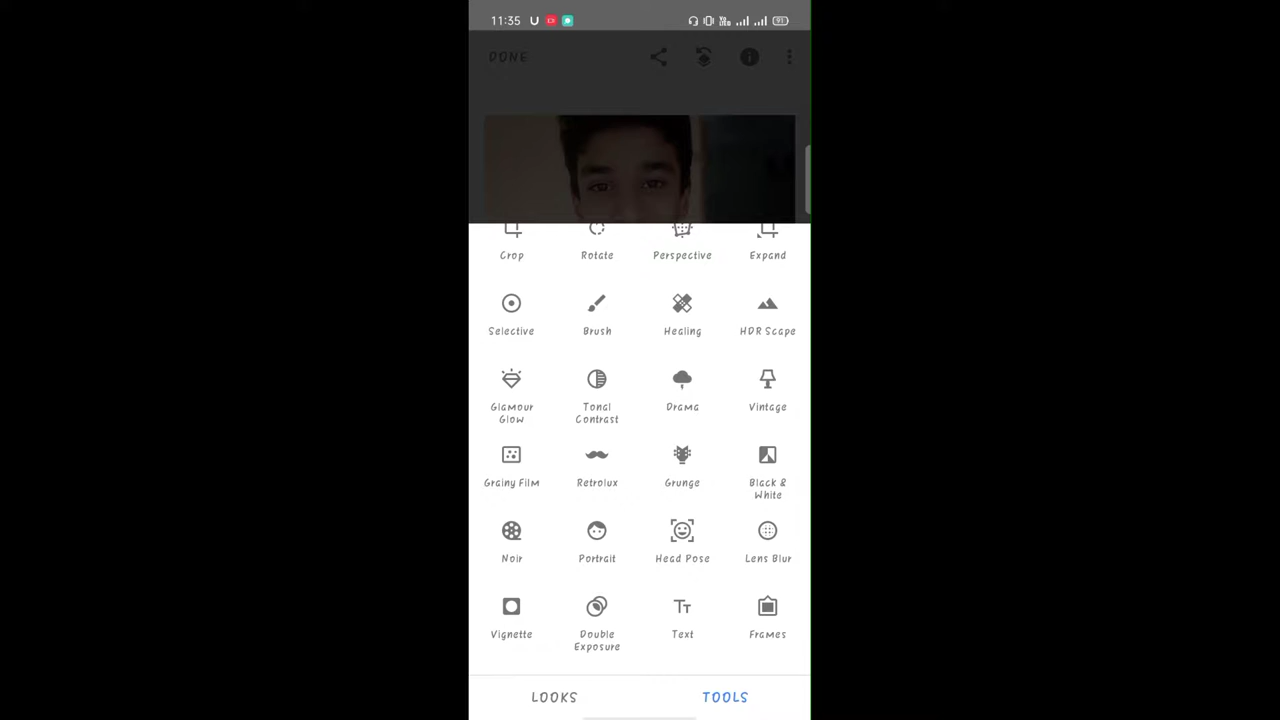 11:35
91
DONE
Crop Rotate Perspective Expand
Selective Brush Healing HDR Scape
Glamour Glow Tonal Contrast Drama Vintage
Grainy Film Retrolux Grunge Black & White
Noir Portrait Head Pose Lens Blur
Vignette Double Exposure Text Frames
LOOKS TOOLS